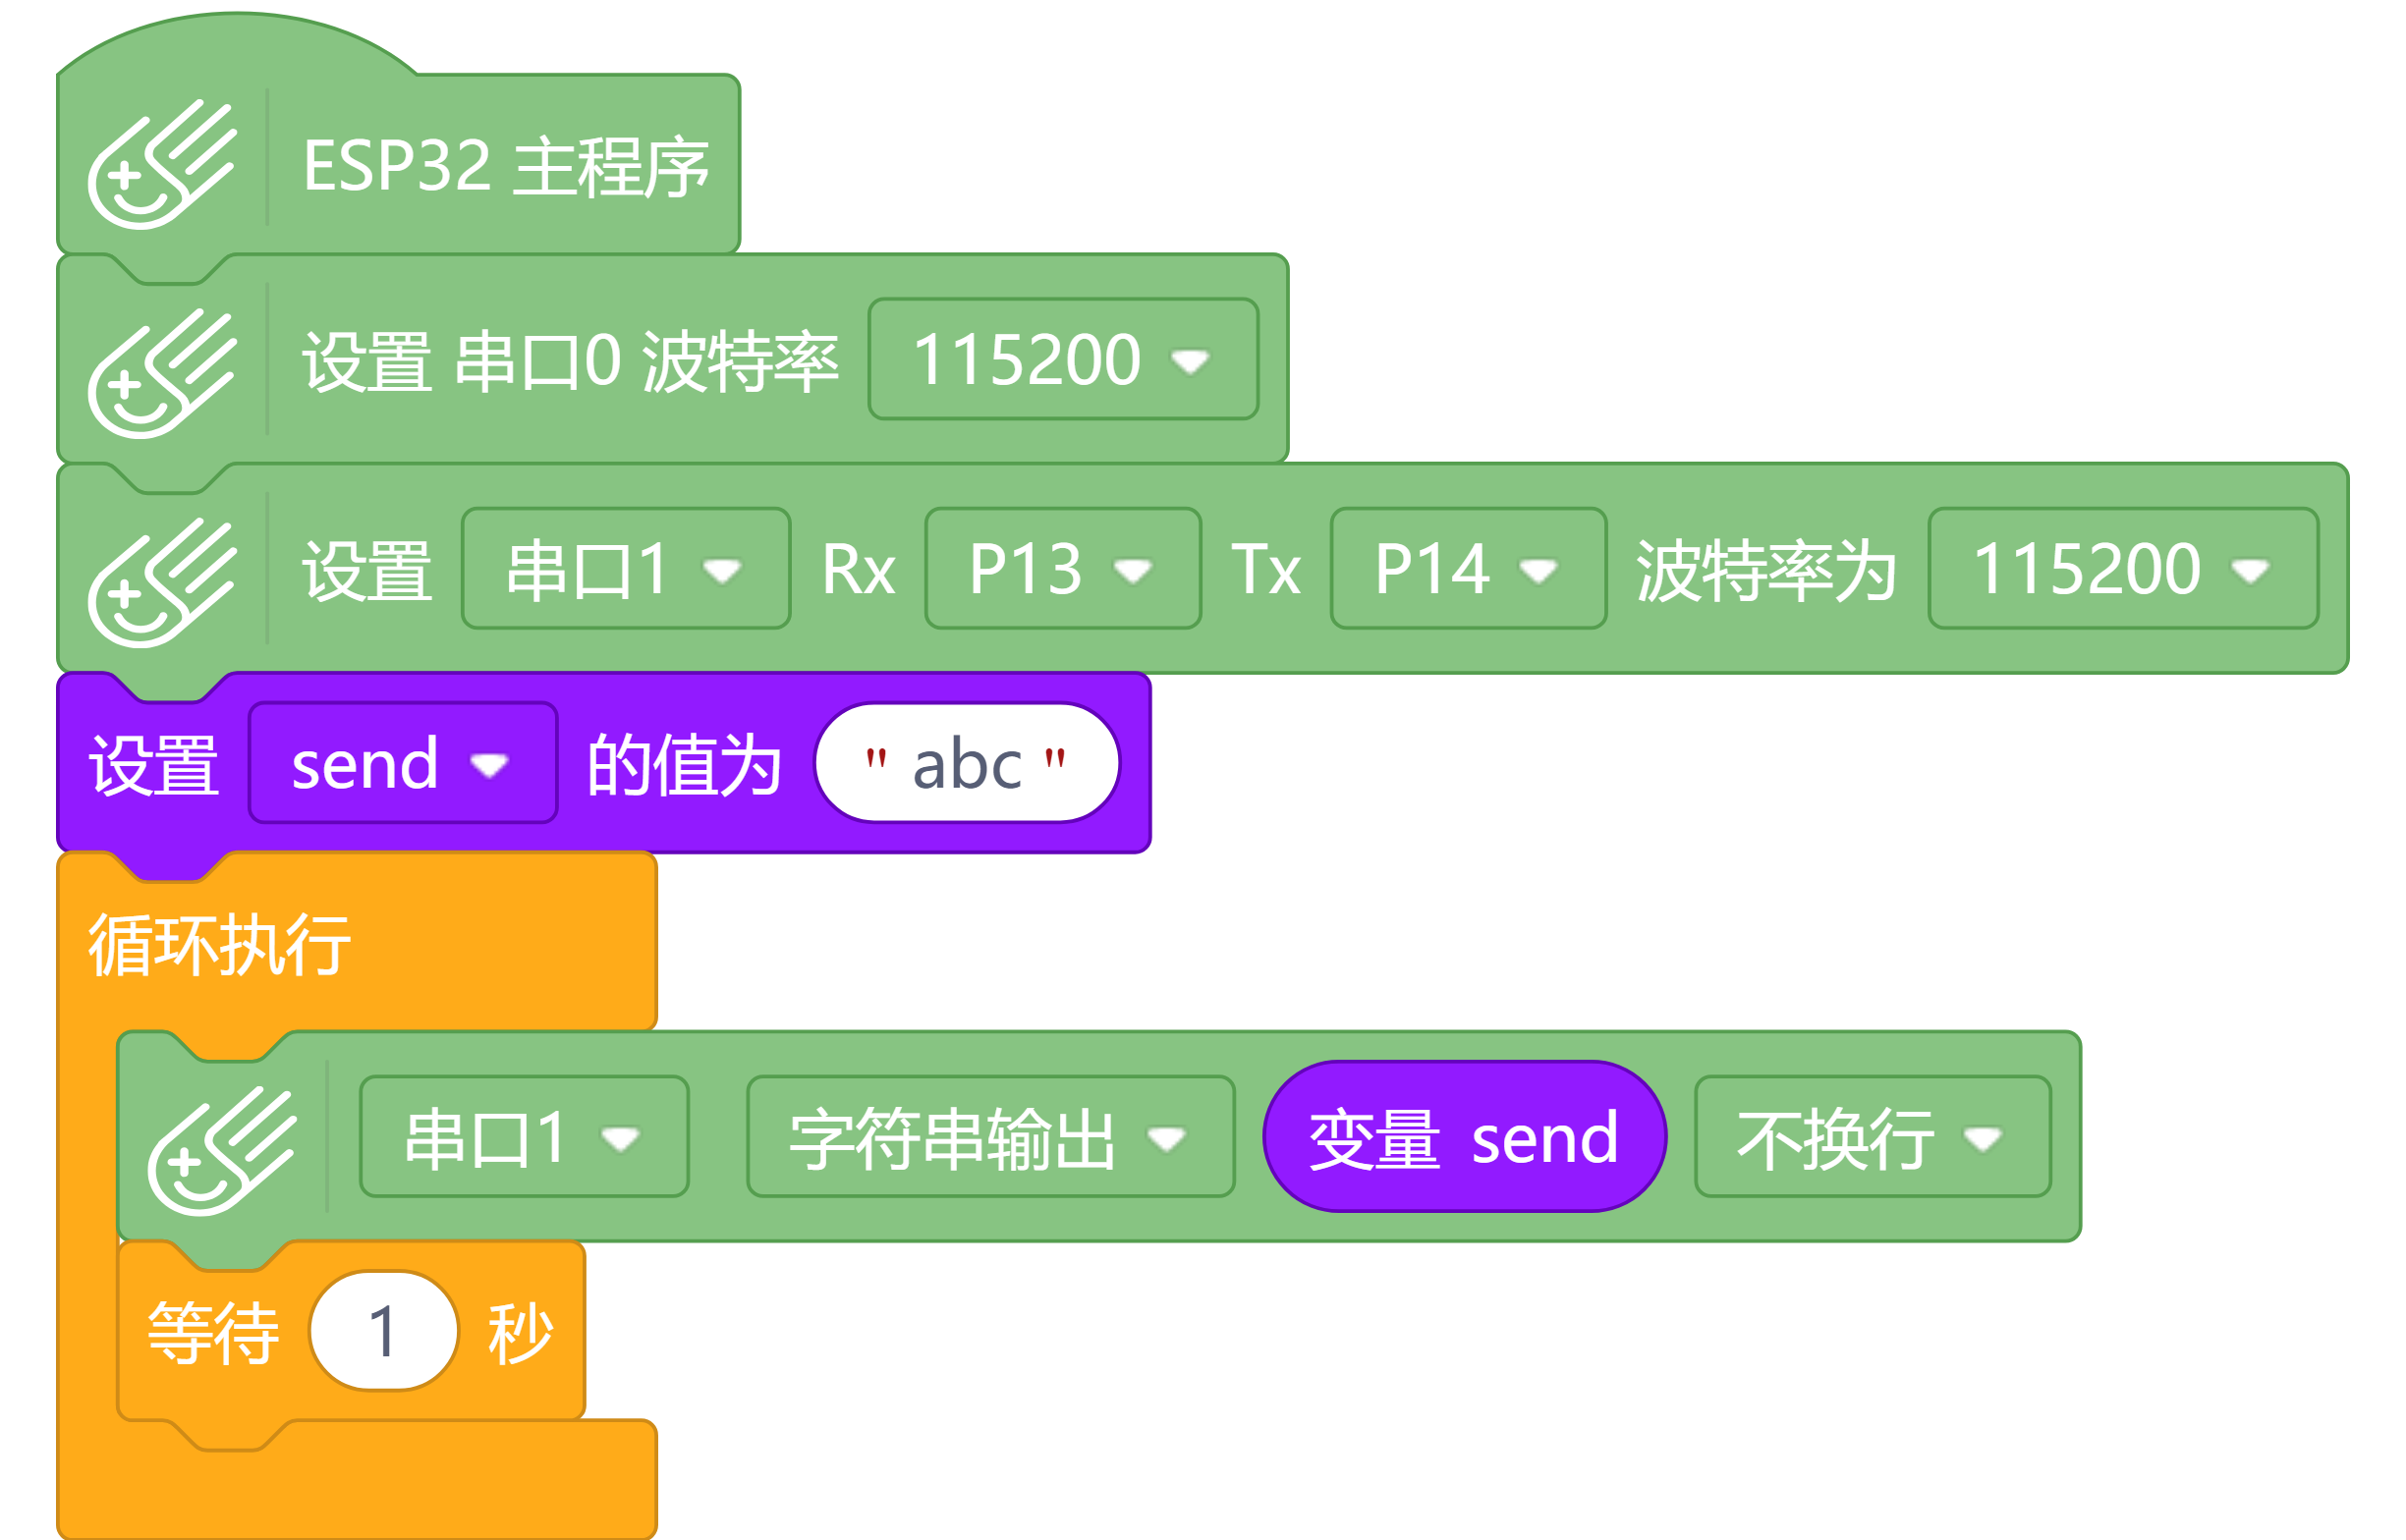 ESP32 主程序
设置 串口0 波特率 115200
设置 串口1 Rx P13 Tx P14 波特率为 115200
设置 send 的值为 " abc "
循环执行
串口1 字符串输出 变量 send 不换行
等待 1 秒